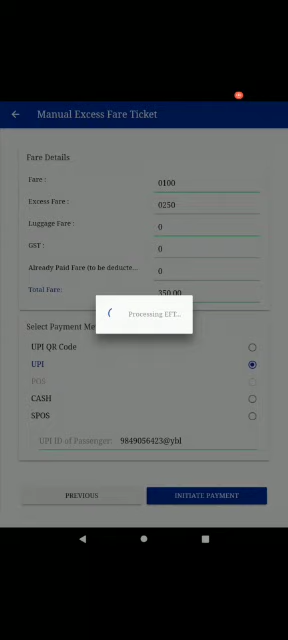 Manual Excess Fare Ticket
Fare Details
Fare : 0100
Excess Fare : 0250
Luggage Fare : 0
GST : 0
Already Paid Fare (to be deducte... 0
Total Fare: 350.00
Processing EFT...
Select Payment Me
UPI QR Code
UPI
POS
CASH
SPOS
UPI ID of Passenger: 9849056423@ybl
PREVIOUS INITIATE PAYMENT